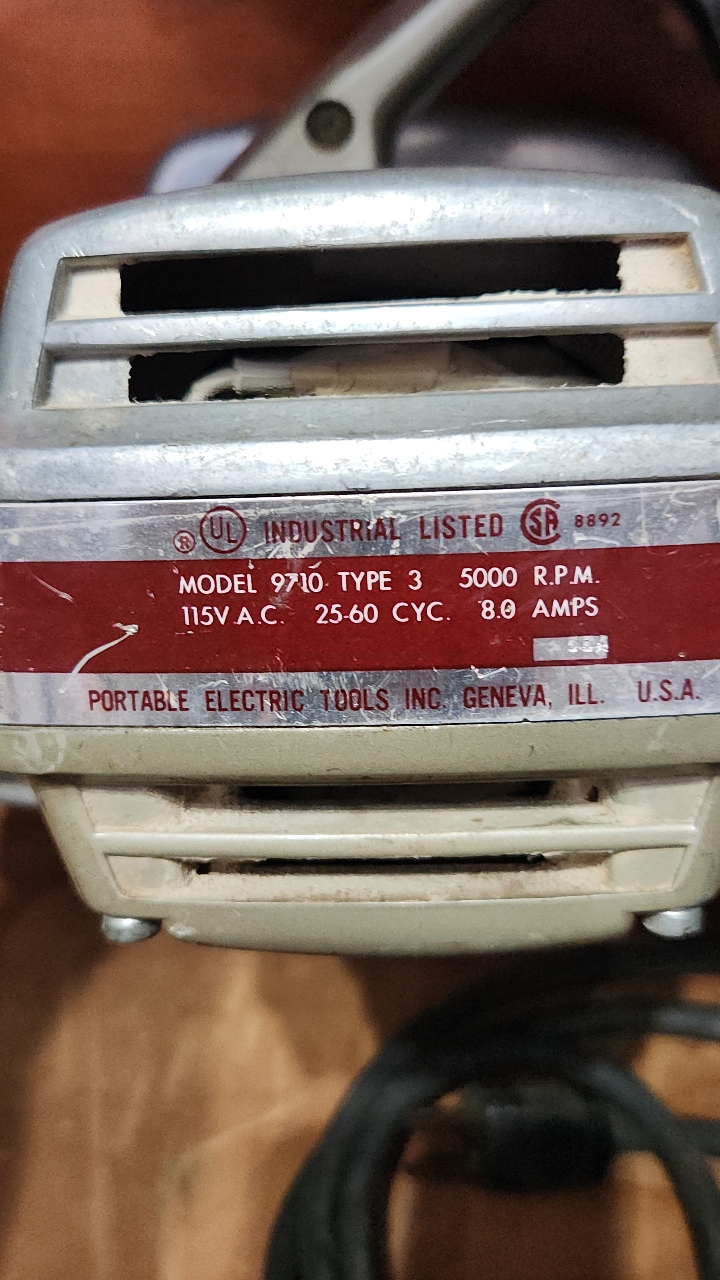 ® UL INDUSTRIAL LISTED SA 8892
MODEL 9710 TYPE 3 5000 R.P.M.
115V A.C. 25-60 CYC. 8.0 AMPS
PORTABLE ELECTRIC TOOLS INC. GENEVA, ILL. U.S.A.